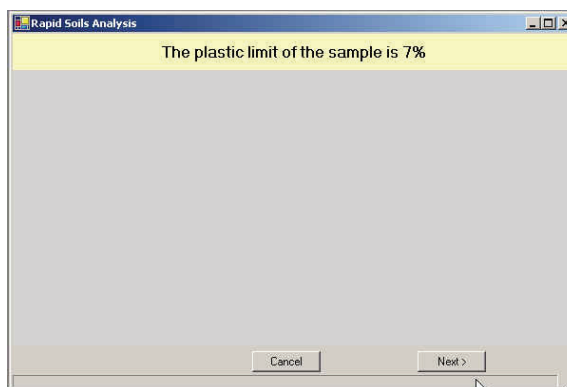 Rapid Soils Analysis
The plastic limit of the sample is 7%
Cancel Next >